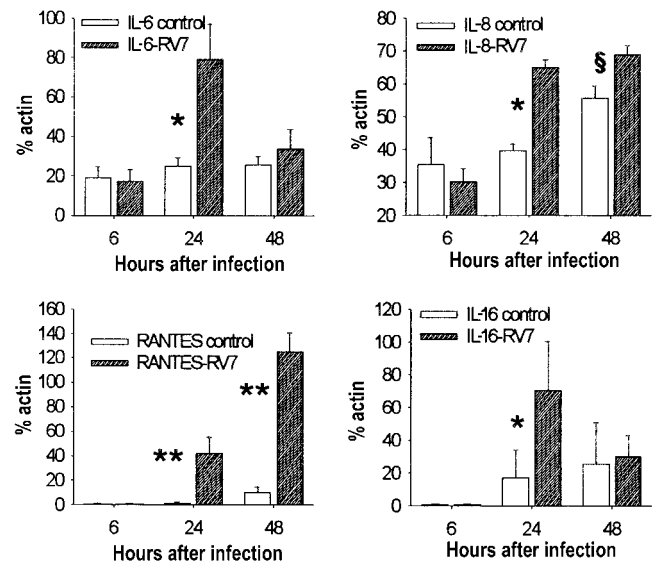 100
80
60
40
20
0
% actin
IL-6 control
IL-6-RV7
*
6 24 48
Hours after infection
80
70
60
50
40
30
20
% actin
IL-8 control
IL-8-RV7
*
§
6 24 48
Hours after infection
160
140
120
100
80
60
40
20
0
% actin
RANTES control
RANTES-RV7
**
**
6 24 48
Hours after infection
120
100
80
60
40
20
0
% actin
IL-16 control
IL-16-RV7
*
6 24 48
Hours after infection